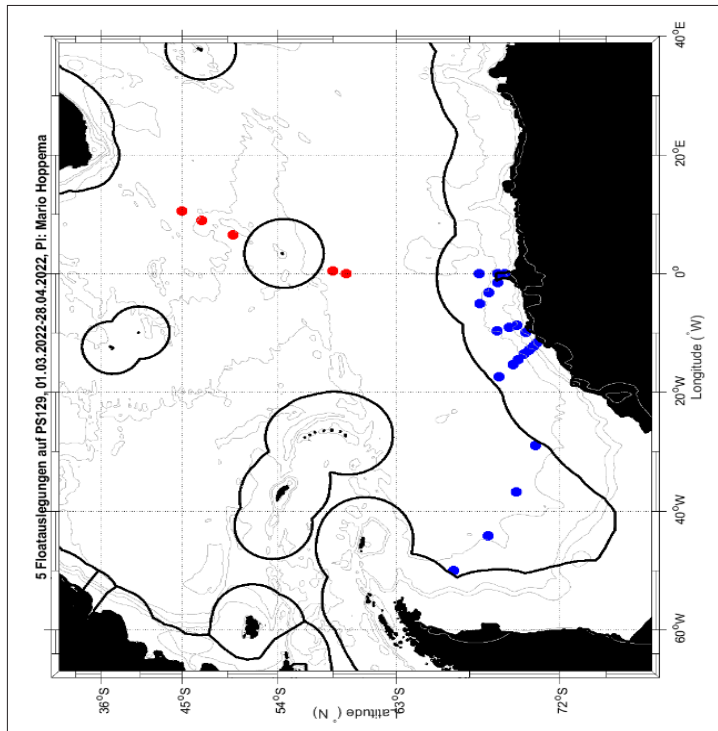 5 Floatauslegungen auf PS129, 01.03.2022-28.04.2022, PI: Mario Hoppema
36°S
45°S
54°S
63°S
72°S
Latitude (°N)
60°W
40°W
20°W
0°
20°E
40°E
Longitude (°W)